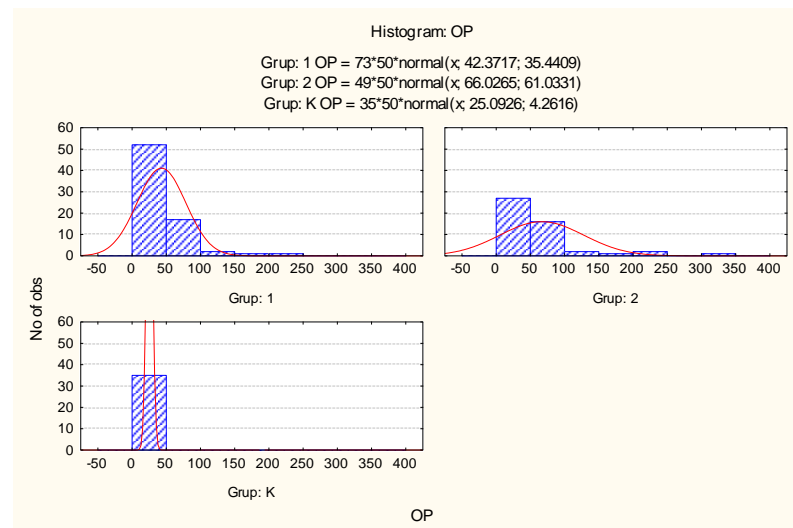 Histogram: OP
Grup: 1 OP = 73*50*normal(x; 42.3717; 35.4409)
Grup: 2 OP = 49*50*normal(x; 66.0265; 61.0331)
Grup: K OP = 35*50*normal(x; 25.0926; 4.2616)
No of obs
60
50
40
30
20
10
0
-50 0 50 100 150 200 250 300 350 400
Grup: 1
-50 0 50 100 150 200 250 300 350 400
Grup: 2
60
50
40
30
20
10
0
-50 0 50 100 150 200 250 300 350 400
Grup: K
OP